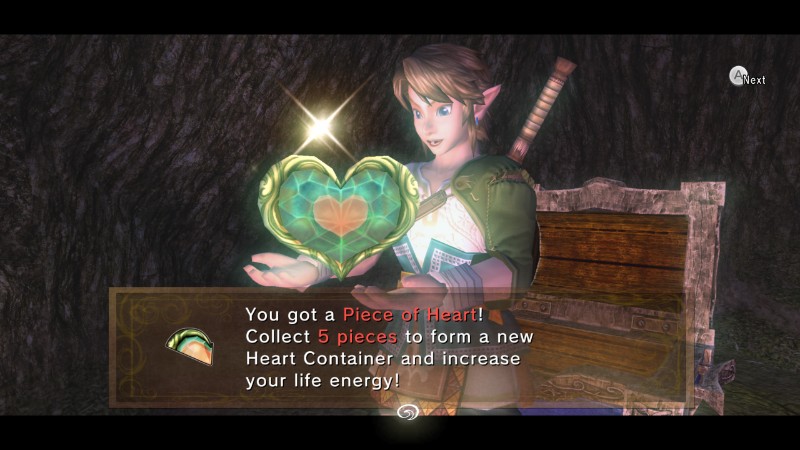 A Next
You got a Piece of Heart!
Collect 5 pieces to form a new
Heart Container and increase
your life energy!